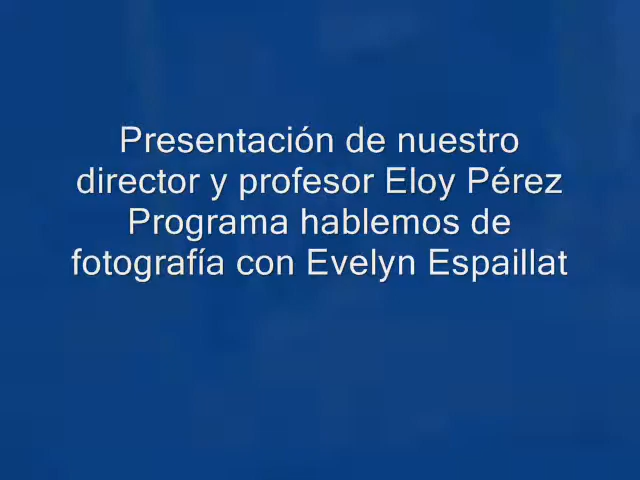 Presentación de nuestro
director y profesor Eloy Pérez
Programa hablemos de
fotografía con Evelyn Espaillat